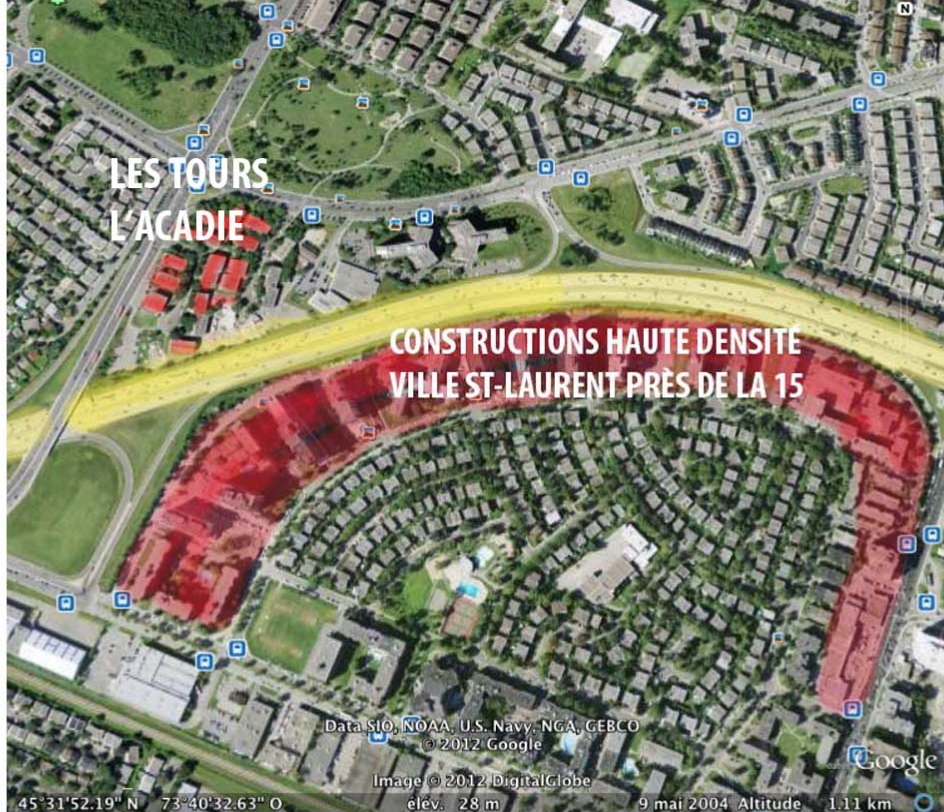 N
LES TOURS
L'ACADIE
CONSTRUCTIONS HAUTE DENSITÉ
VILLE ST-LAURENT PRÈS DE LA 15
Data SIO, NOAA, U.S. Navy, NGA, GEBCO
© 2012 Google
Image © 2012 DigitalGlobe
Google
45°31'52.19" N 73°40'32.63" O élév. 28 m 9 mai 2004 Altitude 1.11 km